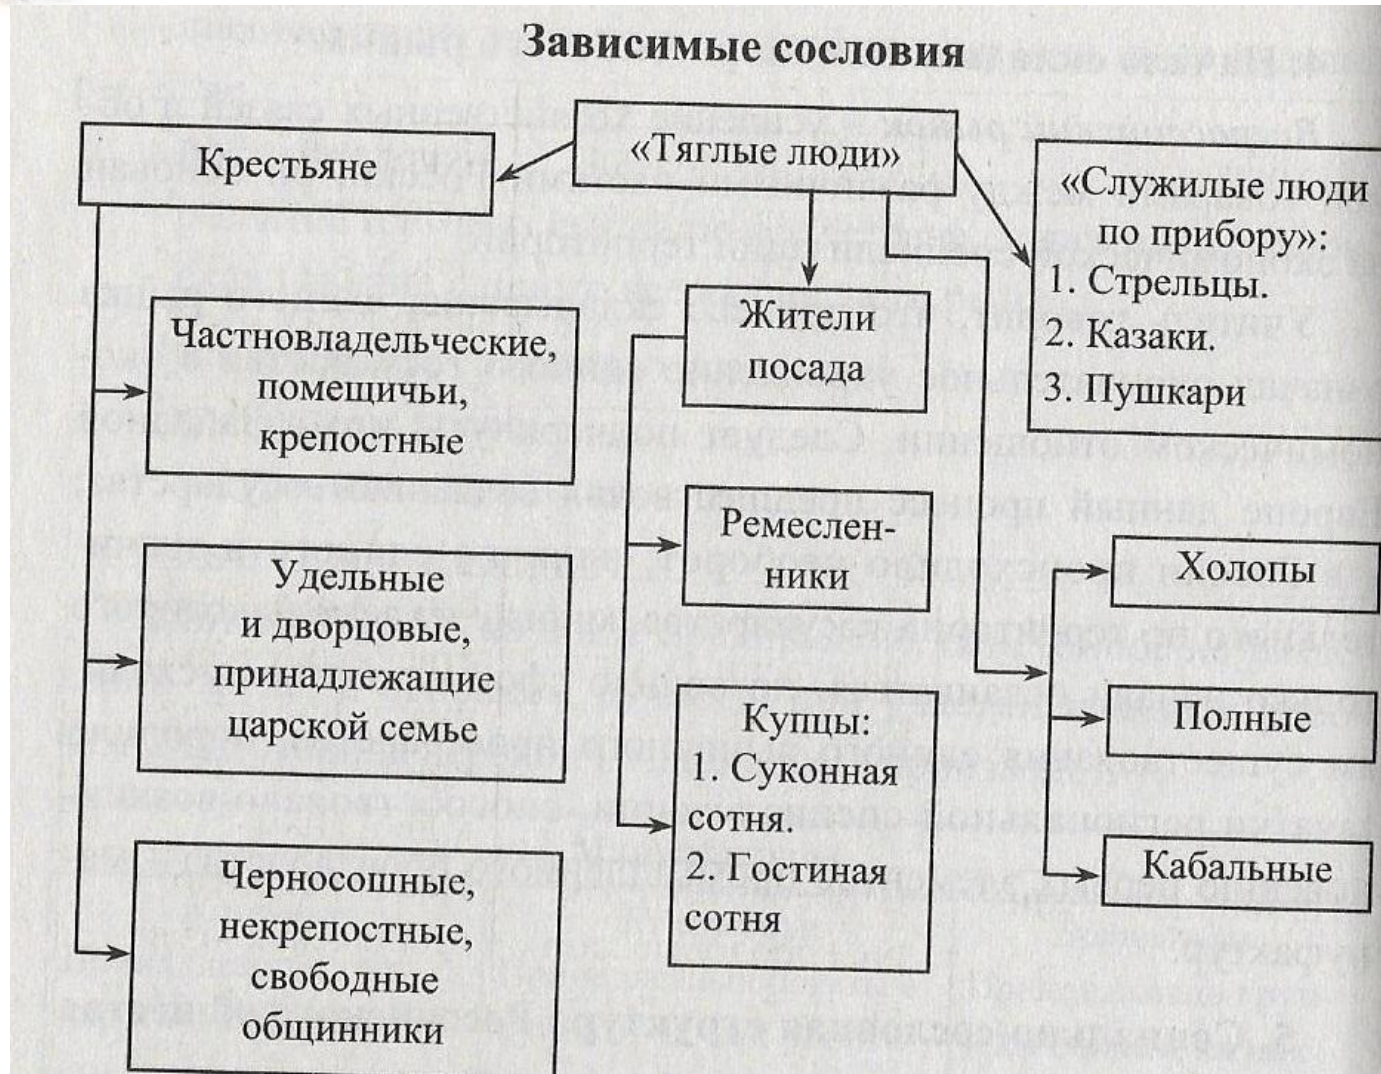 Зависимые сословия
«Тяглые люди»
Крестьяне
Частновладельческие,
помещичьи,
крепостные
Удельные
и дворцовые,
принадлежащие
царской семье
Черносошные,
некрепостные,
свободные
общинники
Жители
посада
Ремеслен-
ники
Купцы:
1. Суконная
сотня.
2. Гостиная
сотня
«Служилые люди
по прибору»:
1. Стрельцы.
2. Казаки.
3. Пушкари
Холопы
Полные
Кабальные